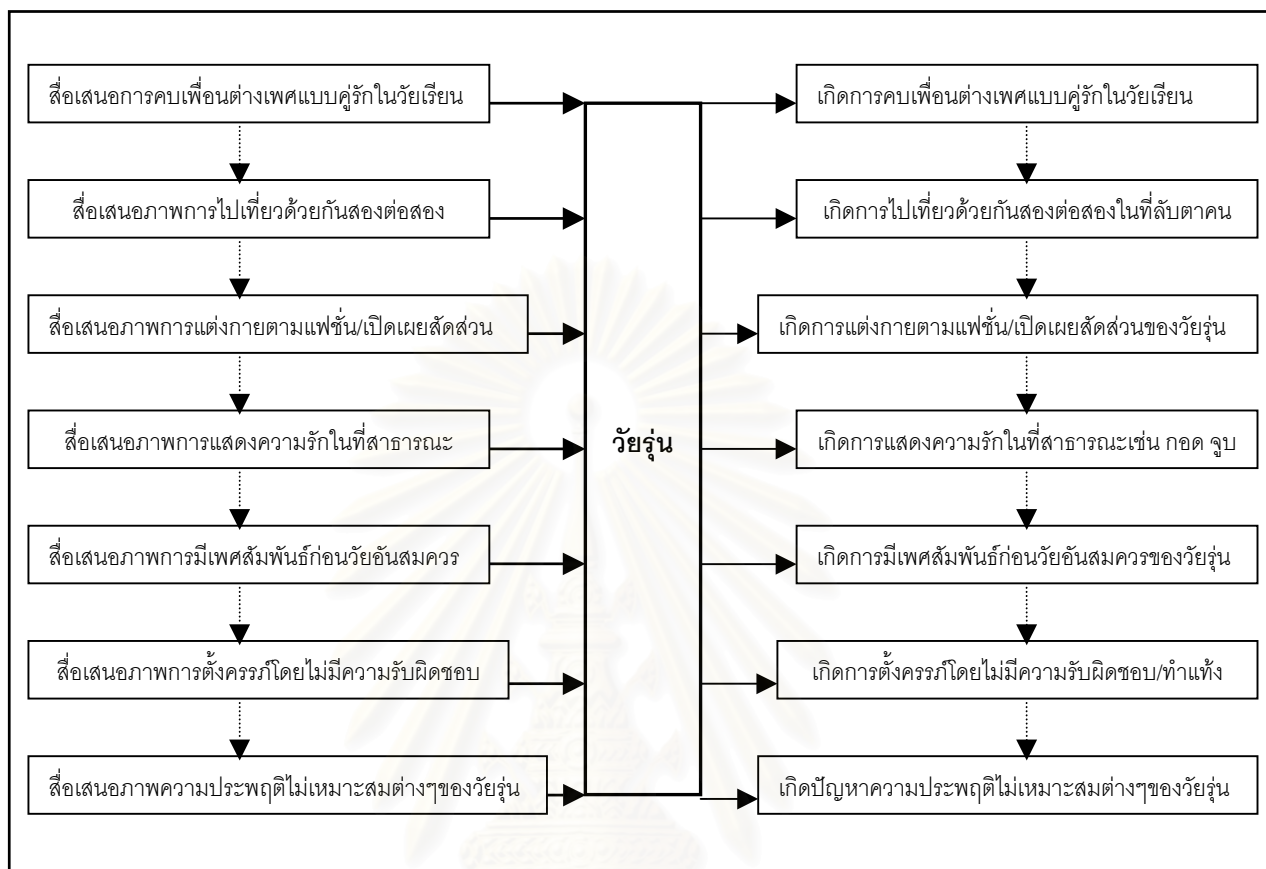 สื่อเสนอการคบเพื่อนต่างเพศแบบคู่รักในวัยเรียน
เกิดการคบเพื่อนต่างเพศแบบคู่รักในวัยเรียน
สื่อเสนอภาพการไปเที่ยวด้วยกันสองต่อสอง
เกิดการไปเที่ยวด้วยกันสองต่อสองในที่ลับตาคน
สื่อเสนอภาพการแต่งกายตามแฟชั่น/เปิดเผยสัดส่วน
เกิดการแต่งกายตามแฟชั่น/เปิดเผยสัดส่วนของวัยรุ่น
สื่อเสนอภาพการแสดงความรักในที่สาธารณะ
วัยรุ่น
เกิดการแสดงความรักในที่สาธารณะเช่น กอด จูบ
สื่อเสนอภาพการมีเพศสัมพันธ์ก่อนวัยอันสมควร
เกิดการมีเพศสัมพันธ์ก่อนวัยอันสมควรของวัยรุ่น
สื่อเสนอภาพการตั้งครรภ์โดยไม่มีความรับผิดชอบ
เกิดการตั้งครรภ์โดยไม่มีความรับผิดชอบ/ทำแท้ง
สื่อเสนอภาพความประพฤติไม่เหมาะสมต่างๆของวัยรุ่น
เกิดปัญหาความประพฤติไม่เหมาะสมต่างๆของวัยรุ่น